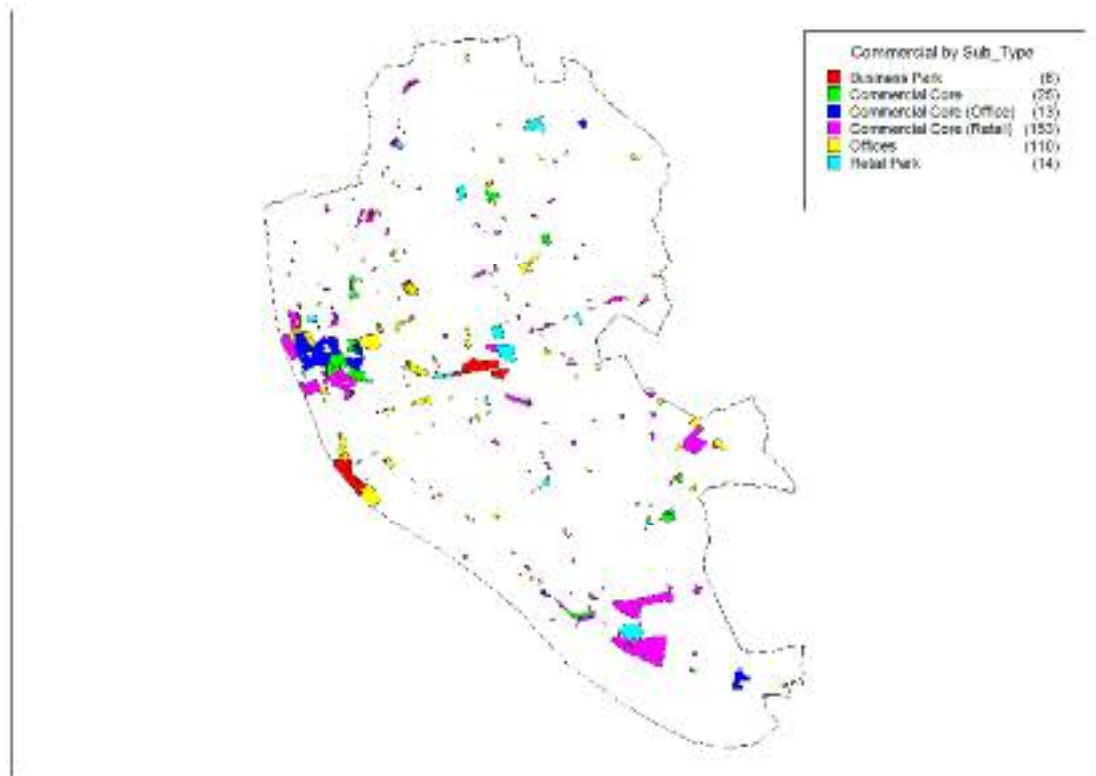 Commercial by Sub_Type
Business Park (6)
Commercial Core (25)
Commercial Core (Office) (13)
Commercial Core (Retail) (153)
Offices (110)
Retail Park (14)